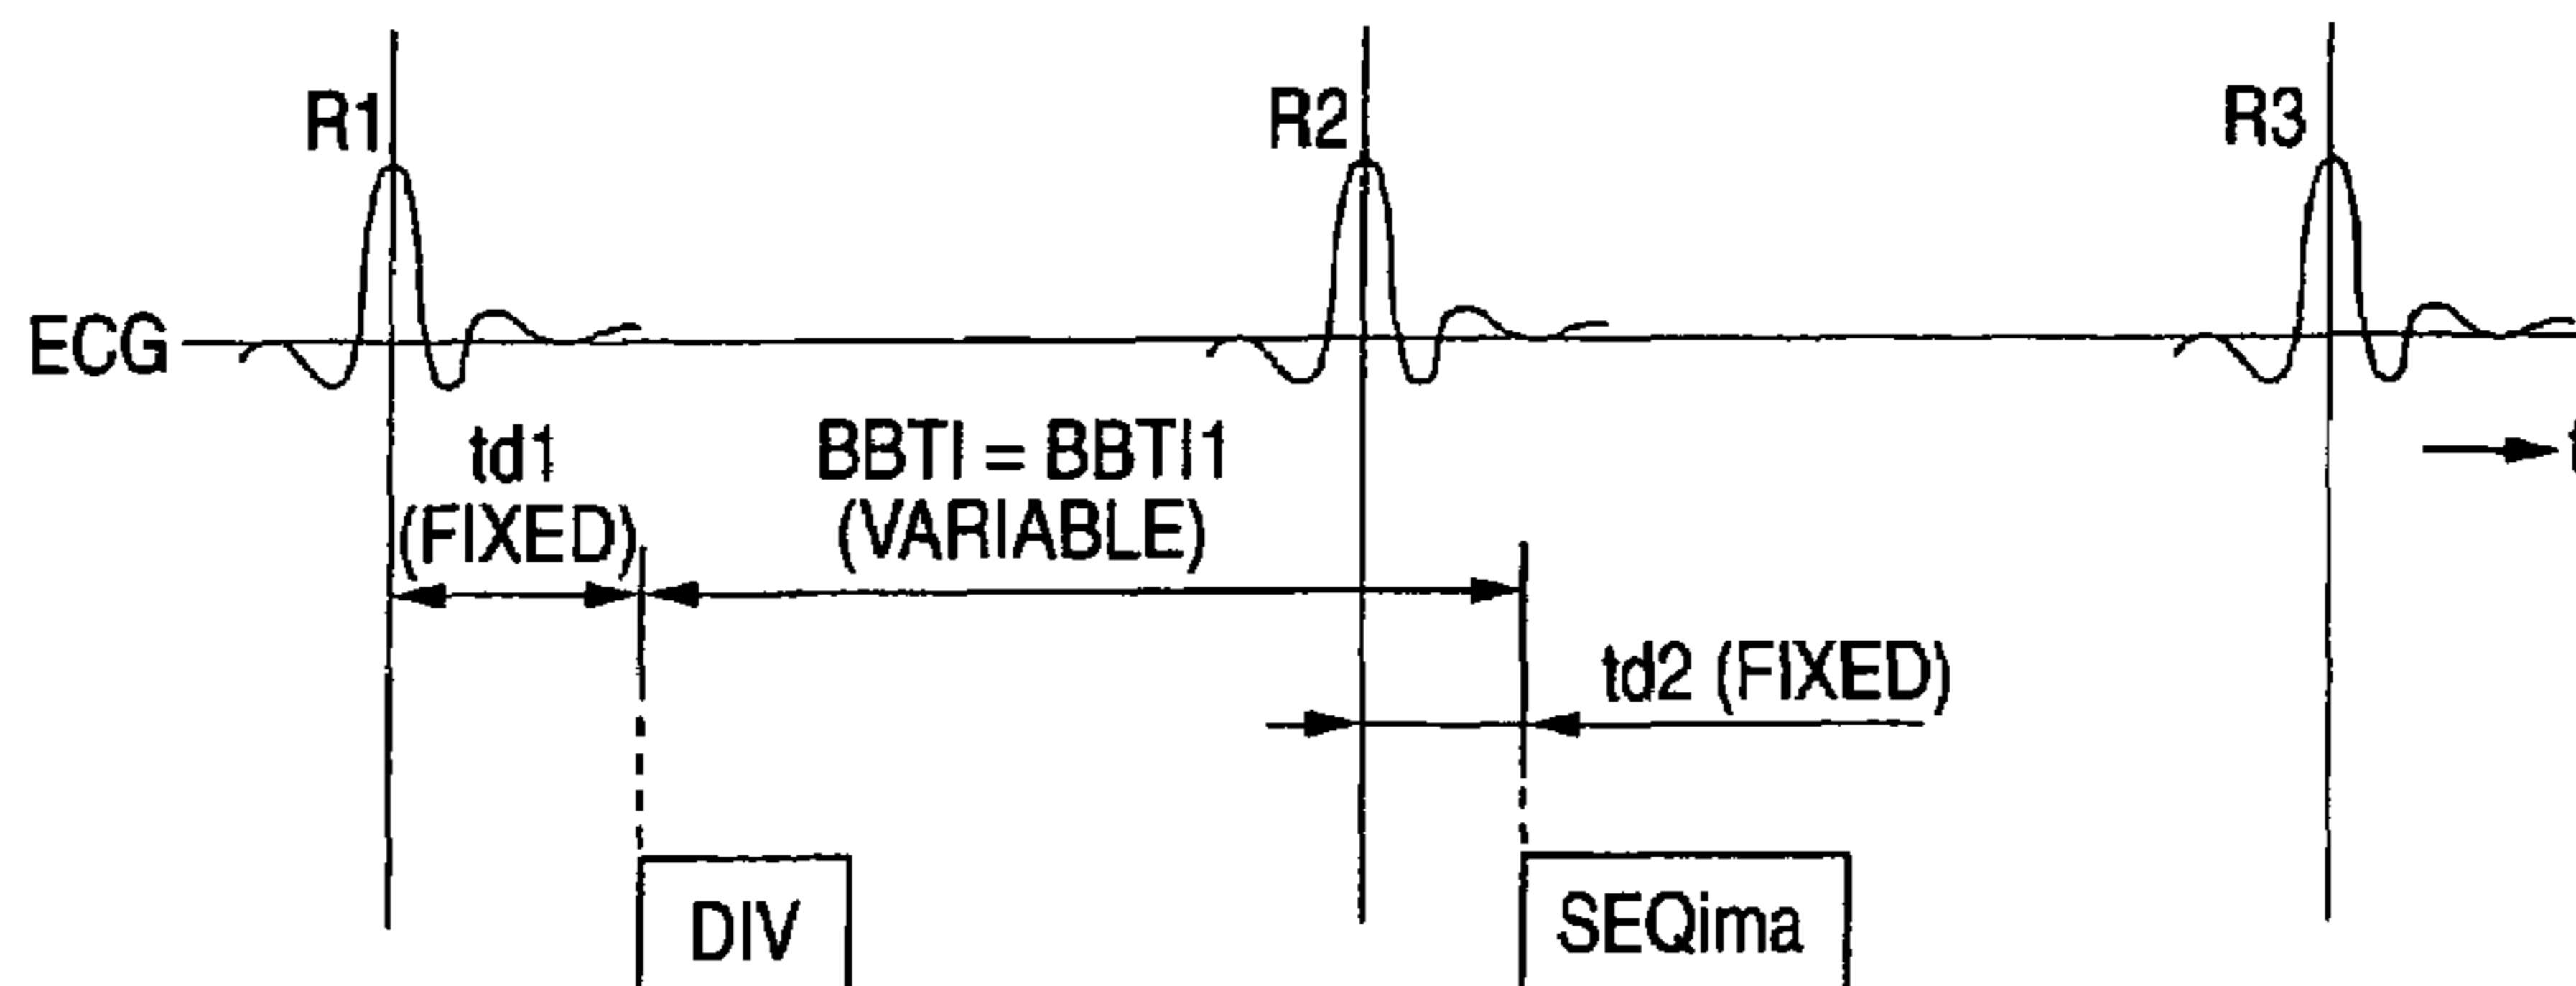 R1
R2
R3
ECG
td1
(FIXED)
BBTI = BBTI1
(VARIABLE)
t
td2 (FIXED)
DIV
SEQima